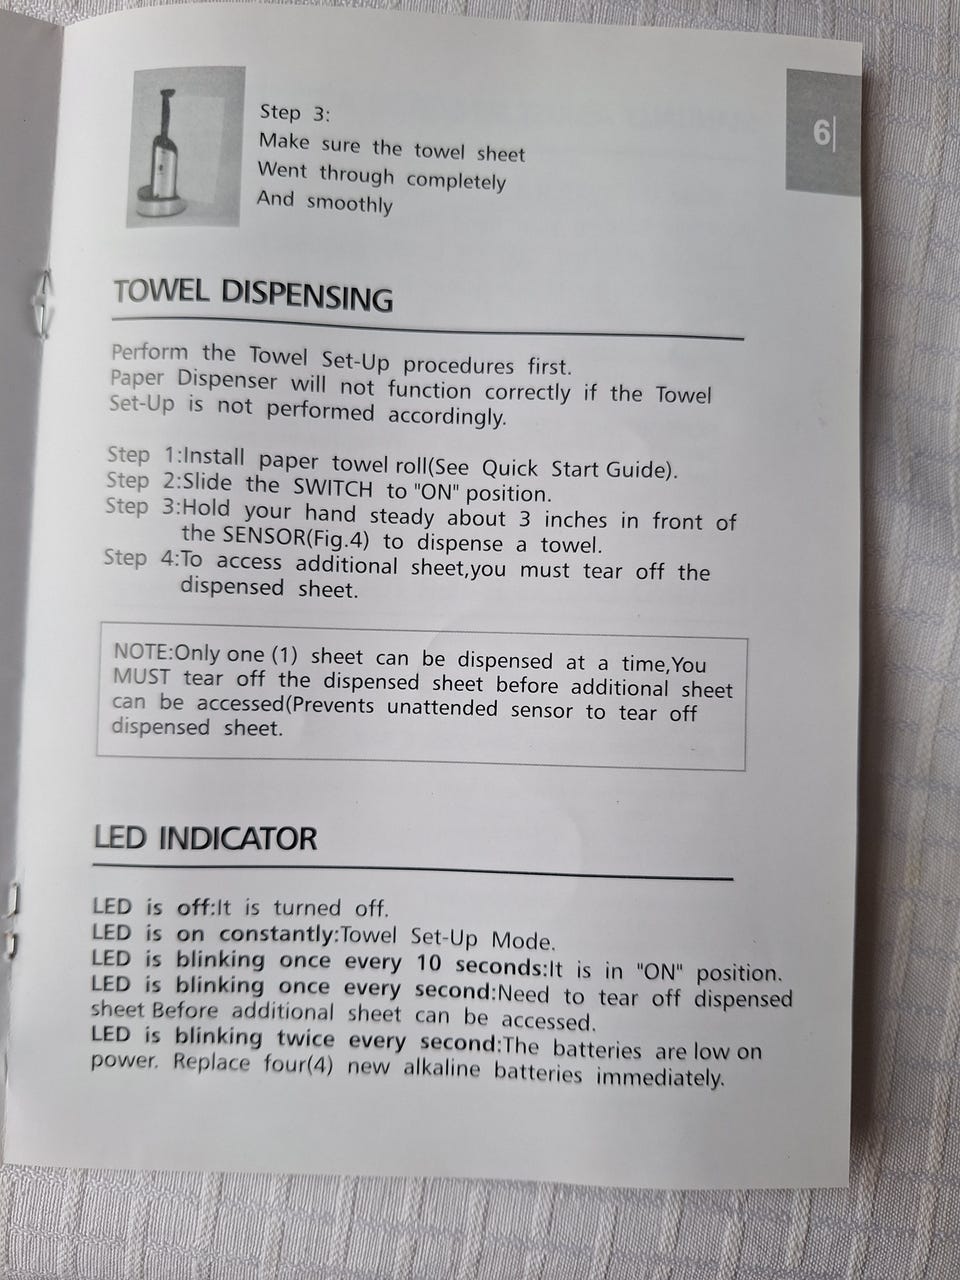 6
Step 3:
Make sure the towel sheet
Went through completely
And smoothly
TOWEL DISPENSING
Perform the Towel Set-Up procedures first.
Paper Dispenser will not function correctly if the Towel
Set-Up is not performed accordingly.
Step 1:Install paper towel roll(See Quick Start Guide).
Step 2:Slide the SWITCH to "ON" position.
Step 3:Hold your hand steady about 3 inches in front of
the SENSOR(Fig.4) to dispense a towel.
Step 4:To access additional sheet,you must tear off the
dispensed sheet.
NOTE:Only one (1) sheet can be dispensed at a time,You
MUST tear off the dispensed sheet before additional sheet
can be accessed(Prevents unattended sensor to tear off
dispensed sheet.
LED INDICATOR
LED is off:It is turned off.
LED is on constantly:Towel Set-Up Mode.
LED is blinking once every 10 seconds:It is in "ON" position.
LED is blinking once every second:Need to tear off dispensed
sheet Before additional sheet can be accessed.
LED is blinking twice every second:The batteries are low on
power. Replace four(4) new alkaline batteries immediately.